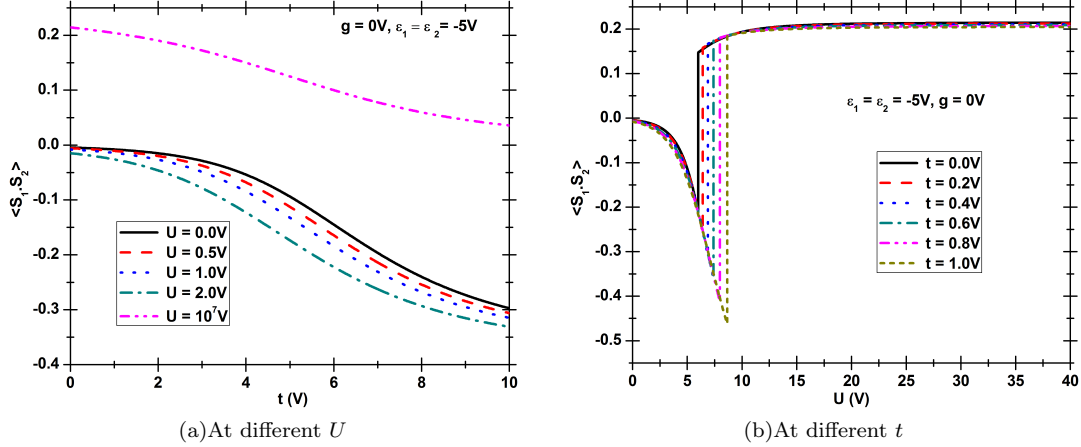 g = 0V, ε₁ = ε₂ = -5V
<S₁.S₂>
0.2
0.1
0.0
-0.1
-0.2
-0.3
-0.4
U = 0.0V
U = 0.5V
U = 1.0V
U = 2.0V
U = 10⁷V
0 2 4 6 8 10
t (V)
(a)At different U
<S₁.S₂>
0.2
0.1
0.0
-0.1
-0.2
-0.3
-0.4
-0.5
ε₁ = ε₂ = -5V, g = 0V
t = 0.0V
t = 0.2V
t = 0.4V
t = 0.6V
t = 0.8V
t = 1.0V
0 5 10 15 20 25 30 35 40
U (V)
(b)At different t